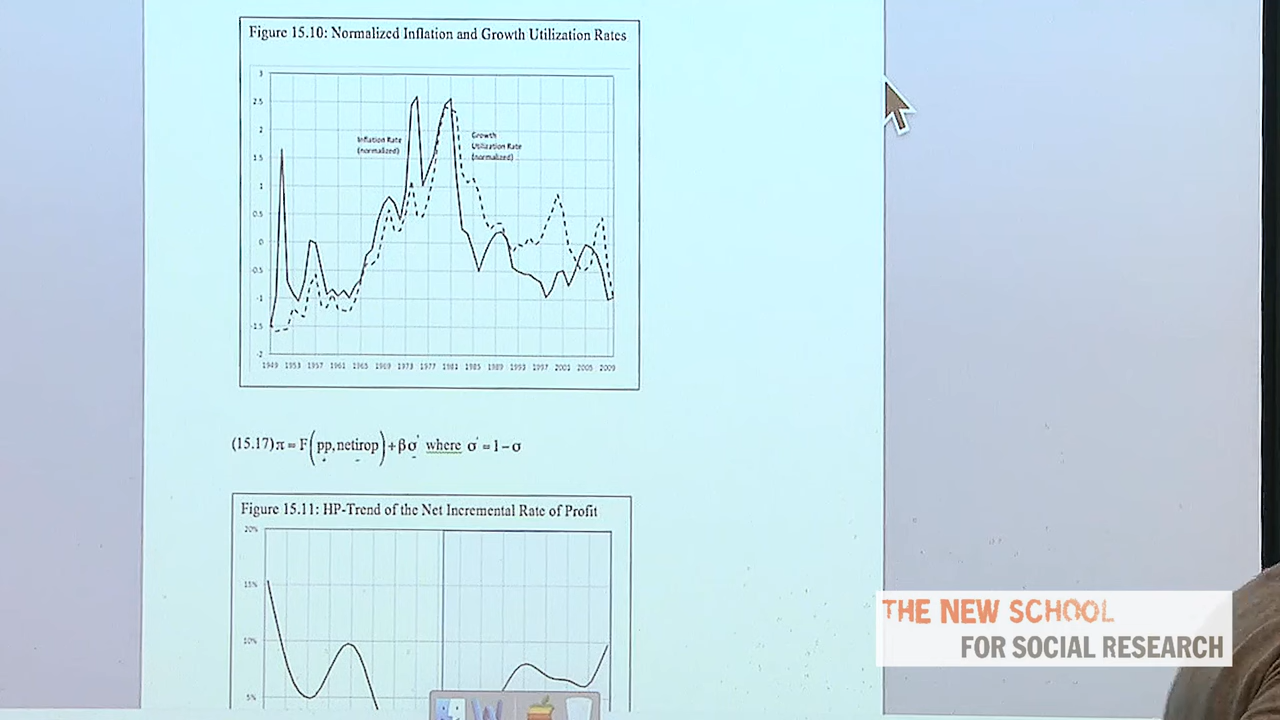 Figure 15.10: Normalized Inflation and Growth Utilization Rates
3
2.5
2
1.5
1
0.5
0
-0.5
-1
-1.5
-2
Inflation Rate
(normalized)
Growth
Utilization Rate
(normalized)
1949 1953 1957 1961 1965 1969 1973 1977 1981 1985 1989 1993 1997 2001 2005 2009
(15.17)π = F(pp, netirop)+βσ' where σ' = 1−σ
Figure 15.11: HP-Trend of the Net Incremental Rate of Profit
20%
15%
10%
5%
THE NEW SCHOOL
FOR SOCIAL RESEARCH